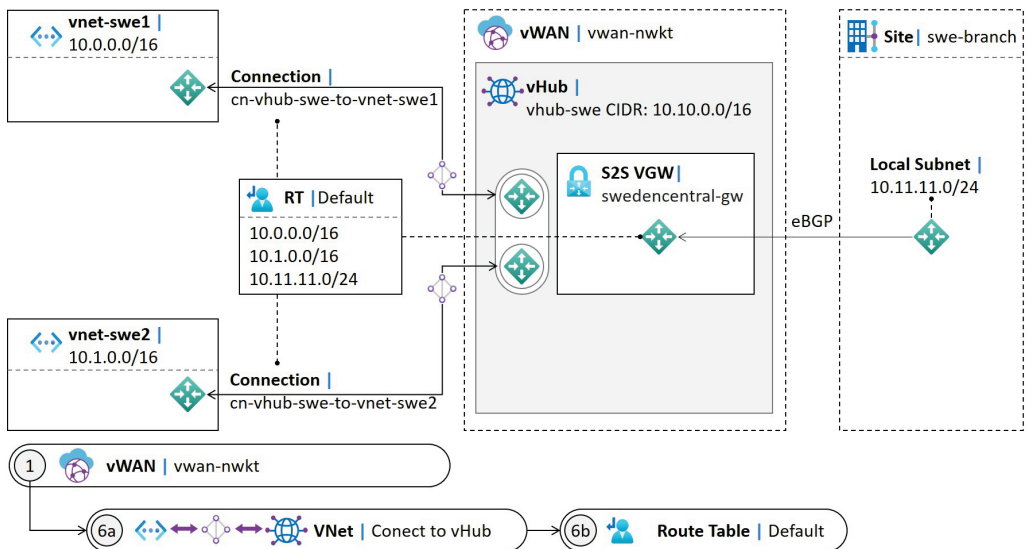 vnet-swe1 |
10.0.0.0/16
Connection |
cn-vhub-swe-to-vnet-swe1
RT | Default
10.0.0.0/16
10.1.0.0/16
10.11.11.0/24
vnet-swe2 |
10.1.0.0/16
Connection |
cn-vhub-swe-to-vnet-swe2
vWAN | vwan-nwkt
vHub |
vhub-swe CIDR: 10.10.0.0/16
S2S VGW |
swedencentral-gw
eBGP
Site | swe-branch
Local Subnet |
10.11.11.0/24
1 vWAN | vwan-nwkt
6a VNet | Conect to vHub
6b Route Table | Default